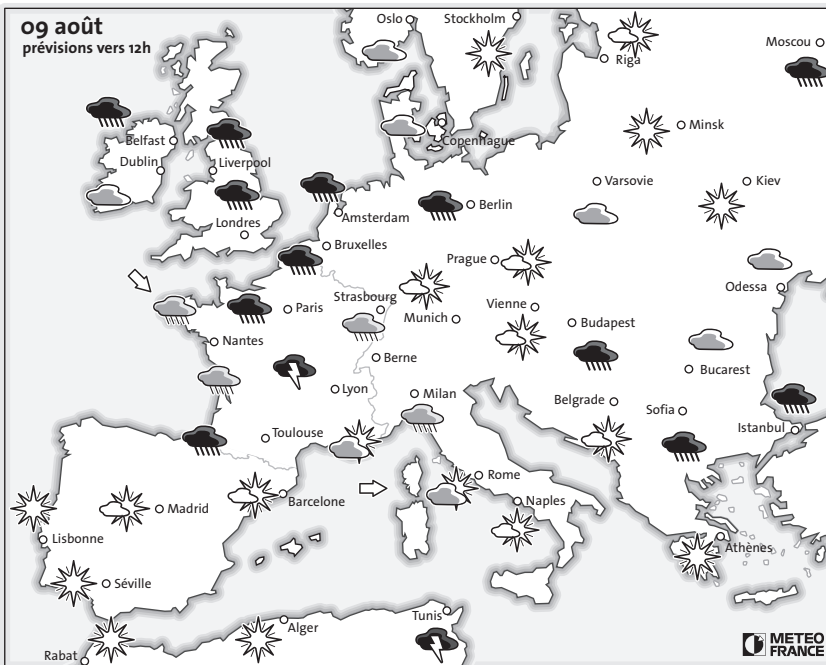 09 août
prévisions vers 12h
Oslo
Stockholm
Riga
Moscou
Belfast
Copenhague
Minsk
Dublin
Liverpool
Varsovie
Kiev
Londres
Amsterdam
Berlin
Bruxelles
Prague
Odessa
Paris
Strasbourg
Munich
Vienne
Budapest
Nantes
Berne
Bucarest
Lyon
Milan
Belgrade
Sofia
Toulouse
Istanbul
Rome
Madrid
Barcelone
Naples
Lisbonne
Athènes
Séville
Tunis
Alger
Rabat
METEO
FRANCE